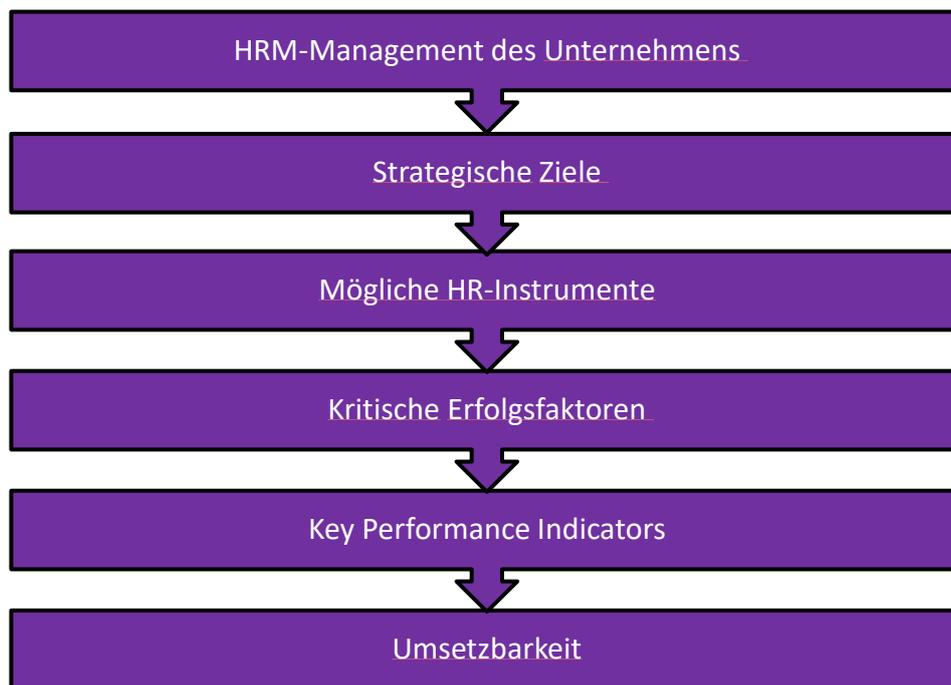 HRM-Management des Unternehmens
Strategische Ziele
Mögliche HR-Instrumente
Kritische Erfolgsfaktoren
Key Performance Indicators
Umsetzbarkeit